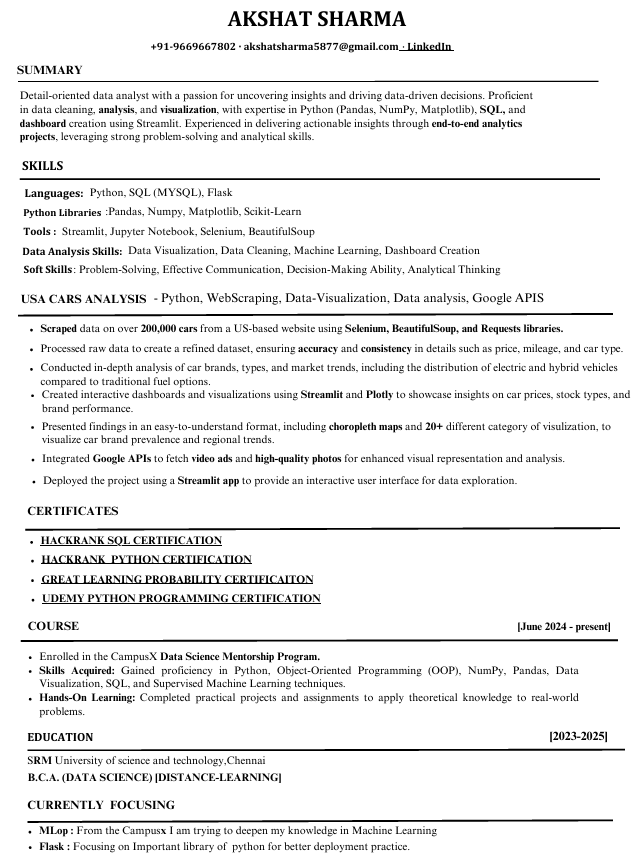 AKSHAT SHARMA
+91-9669667802 · akshatsharma5877@gmail.com · LinkedIn
SUMMARY
Detail-oriented data analyst with a passion for uncovering insights and driving data-driven decisions. Proficient
in data cleaning, analysis, and visualization, with expertise in Python (Pandas, NumPy, Matplotlib), SQL, and
dashboard creation using Streamlit. Experienced in delivering actionable insights through end-to-end analytics
projects, leveraging strong problem-solving and analytical skills.
SKILLS
Languages: Python, SQL (MYSQL), Flask
Python Libraries :Pandas, Numpy, Matplotlib, Scikit-Learn
Tools : Streamlit, Jupyter Notebook, Selenium, BeautifulSoup
Data Analysis Skills: Data Visualization, Data Cleaning, Machine Learning, Dashboard Creation
Soft Skills: Problem-Solving, Effective Communication, Decision-Making Ability, Analytical Thinking
USA CARS ANALYSIS - Python, WebScraping, Data-Visualization, Data analysis, Google APIS
• Scraped data on over 200,000 cars from a US-based website using Selenium, BeautifulSoup, and Requests libraries.
• Processed raw data to create a refined dataset, ensuring accuracy and consistency in details such as price, mileage, and car type.
• Conducted in-depth analysis of car brands, types, and market trends, including the distribution of electric and hybrid vehicles
compared to traditional fuel options.
• Created interactive dashboards and visualizations using Streamlit and Plotly to showcase insights on car prices, stock types, and
brand performance.
• Presented findings in an easy-to-understand format, including choropleth maps and 20+ different category of visulization, to
visualize car brand prevalence and regional trends.
• Integrated Google APIs to fetch video ads and high-quality photos for enhanced visual representation and analysis.
• Deployed the project using a Streamlit app to provide an interactive user interface for data exploration.
CERTIFICATES
• HACKRANK SQL CERTIFICATION
• HACKRANK PYTHON CERTIFICATION
• GREAT LEARNING PROBABILITY CERTIFICAITON
• UDEMY PYTHON PROGRAMMING CERTIFICATION
COURSE [June 2024 - present]
• Enrolled in the CampusX Data Science Mentorship Program.
• Skills Acquired: Gained proficiency in Python, Object-Oriented Programming (OOP), NumPy, Pandas, Data
Visualization, SQL, and Supervised Machine Learning techniques.
• Hands-On Learning: Completed practical projects and assignments to apply theoretical knowledge to real-world
problems.
EDUCATION [2023-2025]
SRM University of science and technology,Chennai
B.C.A. (DATA SCIENCE) [DISTANCE-LEARNING]
CURRENTLY FOCUSING
• MLop : From the Campusx I am trying to deepen my knowledge in Machine Learning
• Flask : Focusing on Important library of python for better deployment practice.